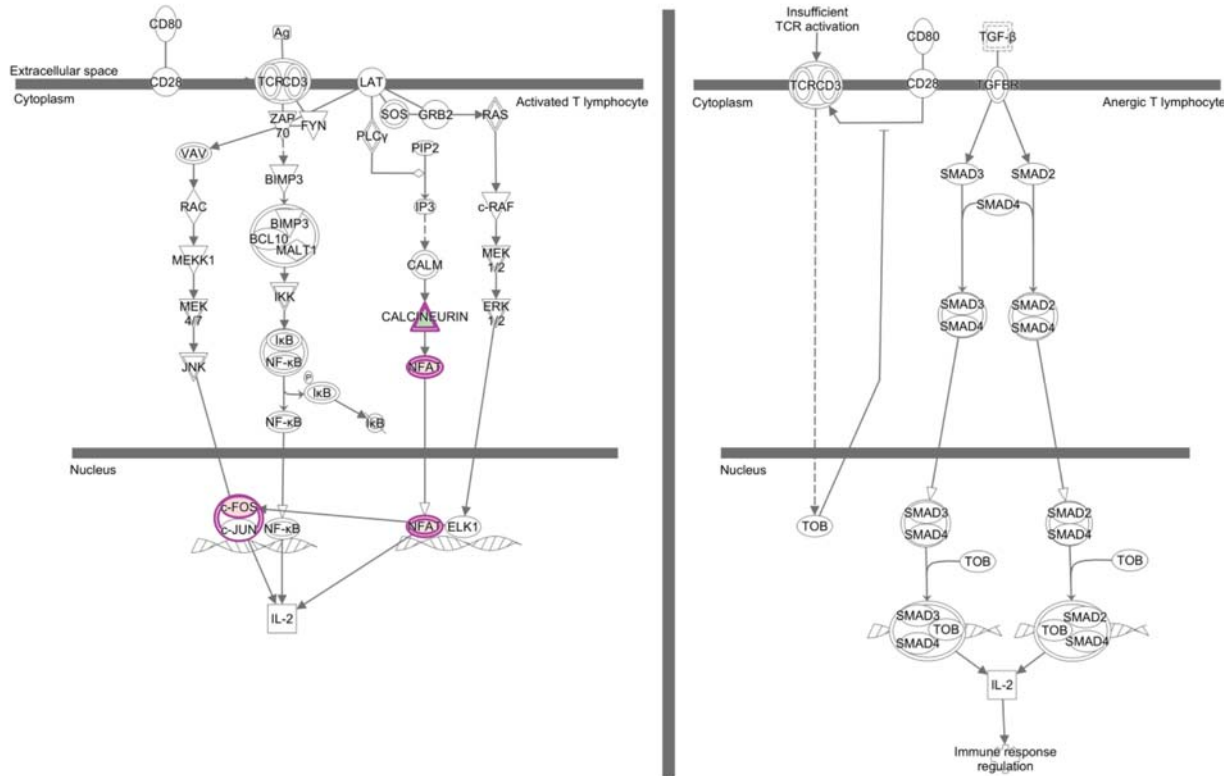 CD80
Ag
Extracellular space
CD28
TCR CD3
LAT
Cytoplasm
Activated T lymphocyte
ZAP
70
FYN
SOS
GRB2
RAS
PLCγ
VAV
PIP2
BIMP3
RAC
IP3
c-RAF
BIMP3
BCL10
MALT1
MEKK1
CALM
MEK
1/2
IKK
MEK
4/7
CALCINEURIN
ERK
1/2
IκB
NF-κB
JNK
NFAT
P
IκB
IκB
NF-κB
Nucleus
c-FOS
c-JUN
NF-κB
NFAT
ELK1
IL-2
Insufficient
TCR activation
CD80
TGF-β
TCR CD3
CD28
TGFBR
Cytoplasm
Anergic T lymphocyte
SMAD3
SMAD2
SMAD4
SMAD3
SMAD4
SMAD2
SMAD4
Nucleus
TOB
SMAD3
SMAD4
SMAD2
SMAD4
TOB
TOB
SMAD3
TOB
SMAD4
SMAD2
TOB
SMAD4
IL-2
Immune response
regulation